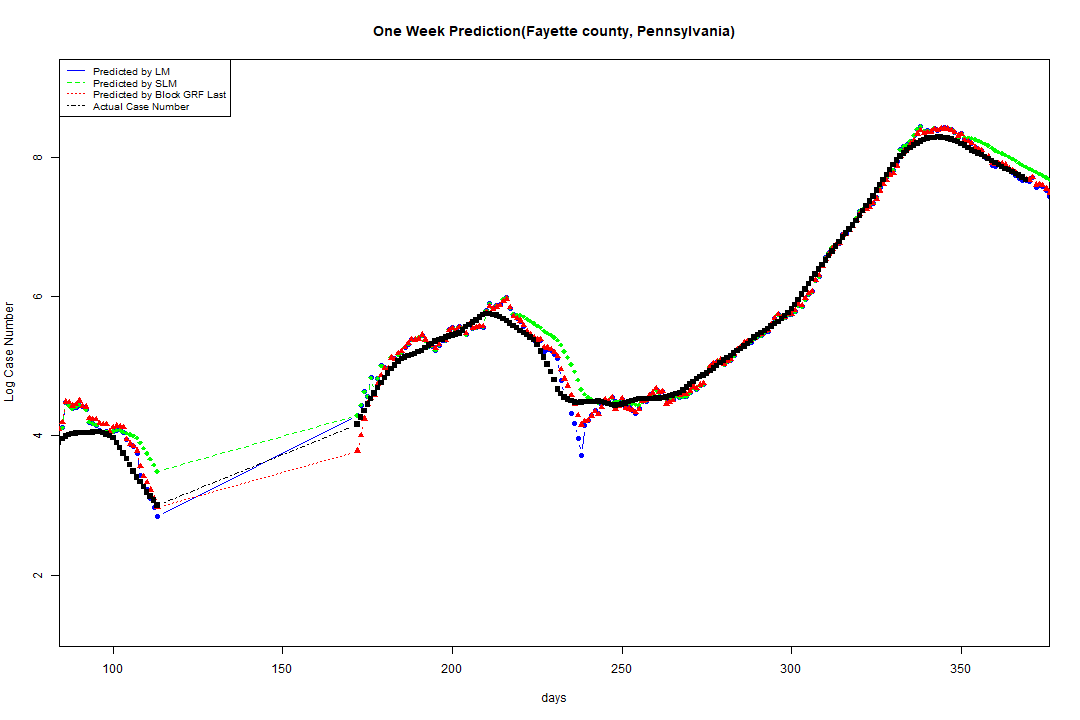 One Week Prediction(Fayette county, Pennsylvania)
Predicted by LM
Predicted by SLM
Predicted by Block GRF Last
Actual Case Number
8
6
4
2
Log Case Number
100 150 200 250 300 350
days